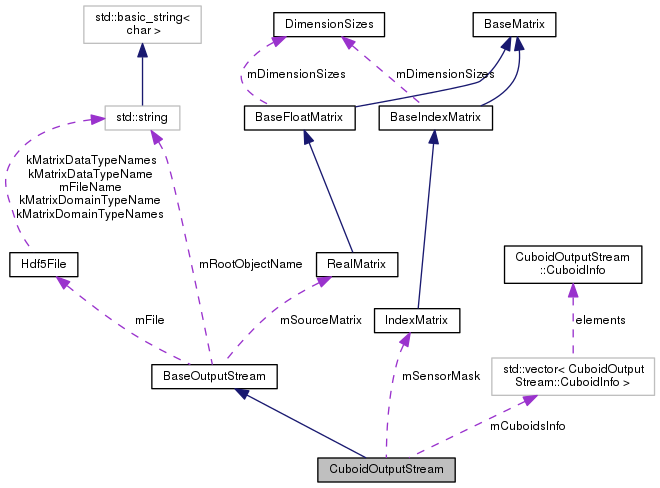 std::basic_string<
char >
DimensionSizes
BaseMatrix
mDimensionSizes
mDimensionSizes
std::string
BaseFloatMatrix
BaseIndexMatrix
kMatrixDataTypeNames
kMatrixDataTypeName
mFileName
kMatrixDomainTypeName
kMatrixDomainTypeNames
Hdf5File
mRootObjectName
RealMatrix
CuboidOutputStream
::CuboidInfo
mFile
mSourceMatrix
IndexMatrix
elements
BaseOutputStream
mSensorMask
std::vector< CuboidOutput
Stream::CuboidInfo >
mCuboidsInfo
CuboidOutputStream